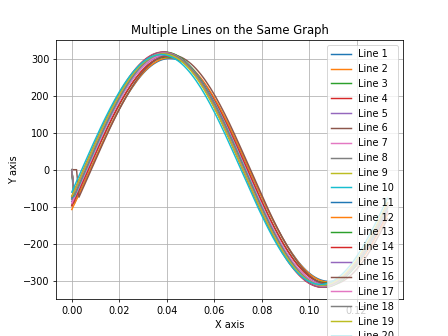 Multiple Lines on the Same Graph
Y axis
300
200
100
0
−100
−200
−300
0.00
0.02
0.04
0.06
0.08
0.10
X axis
Line 1
Line 2
Line 3
Line 4
Line 5
Line 6
Line 7
Line 8
Line 9
Line 10
Line 11
Line 12
Line 13
Line 14
Line 15
Line 16
Line 17
Line 18
Line 19
Line 20